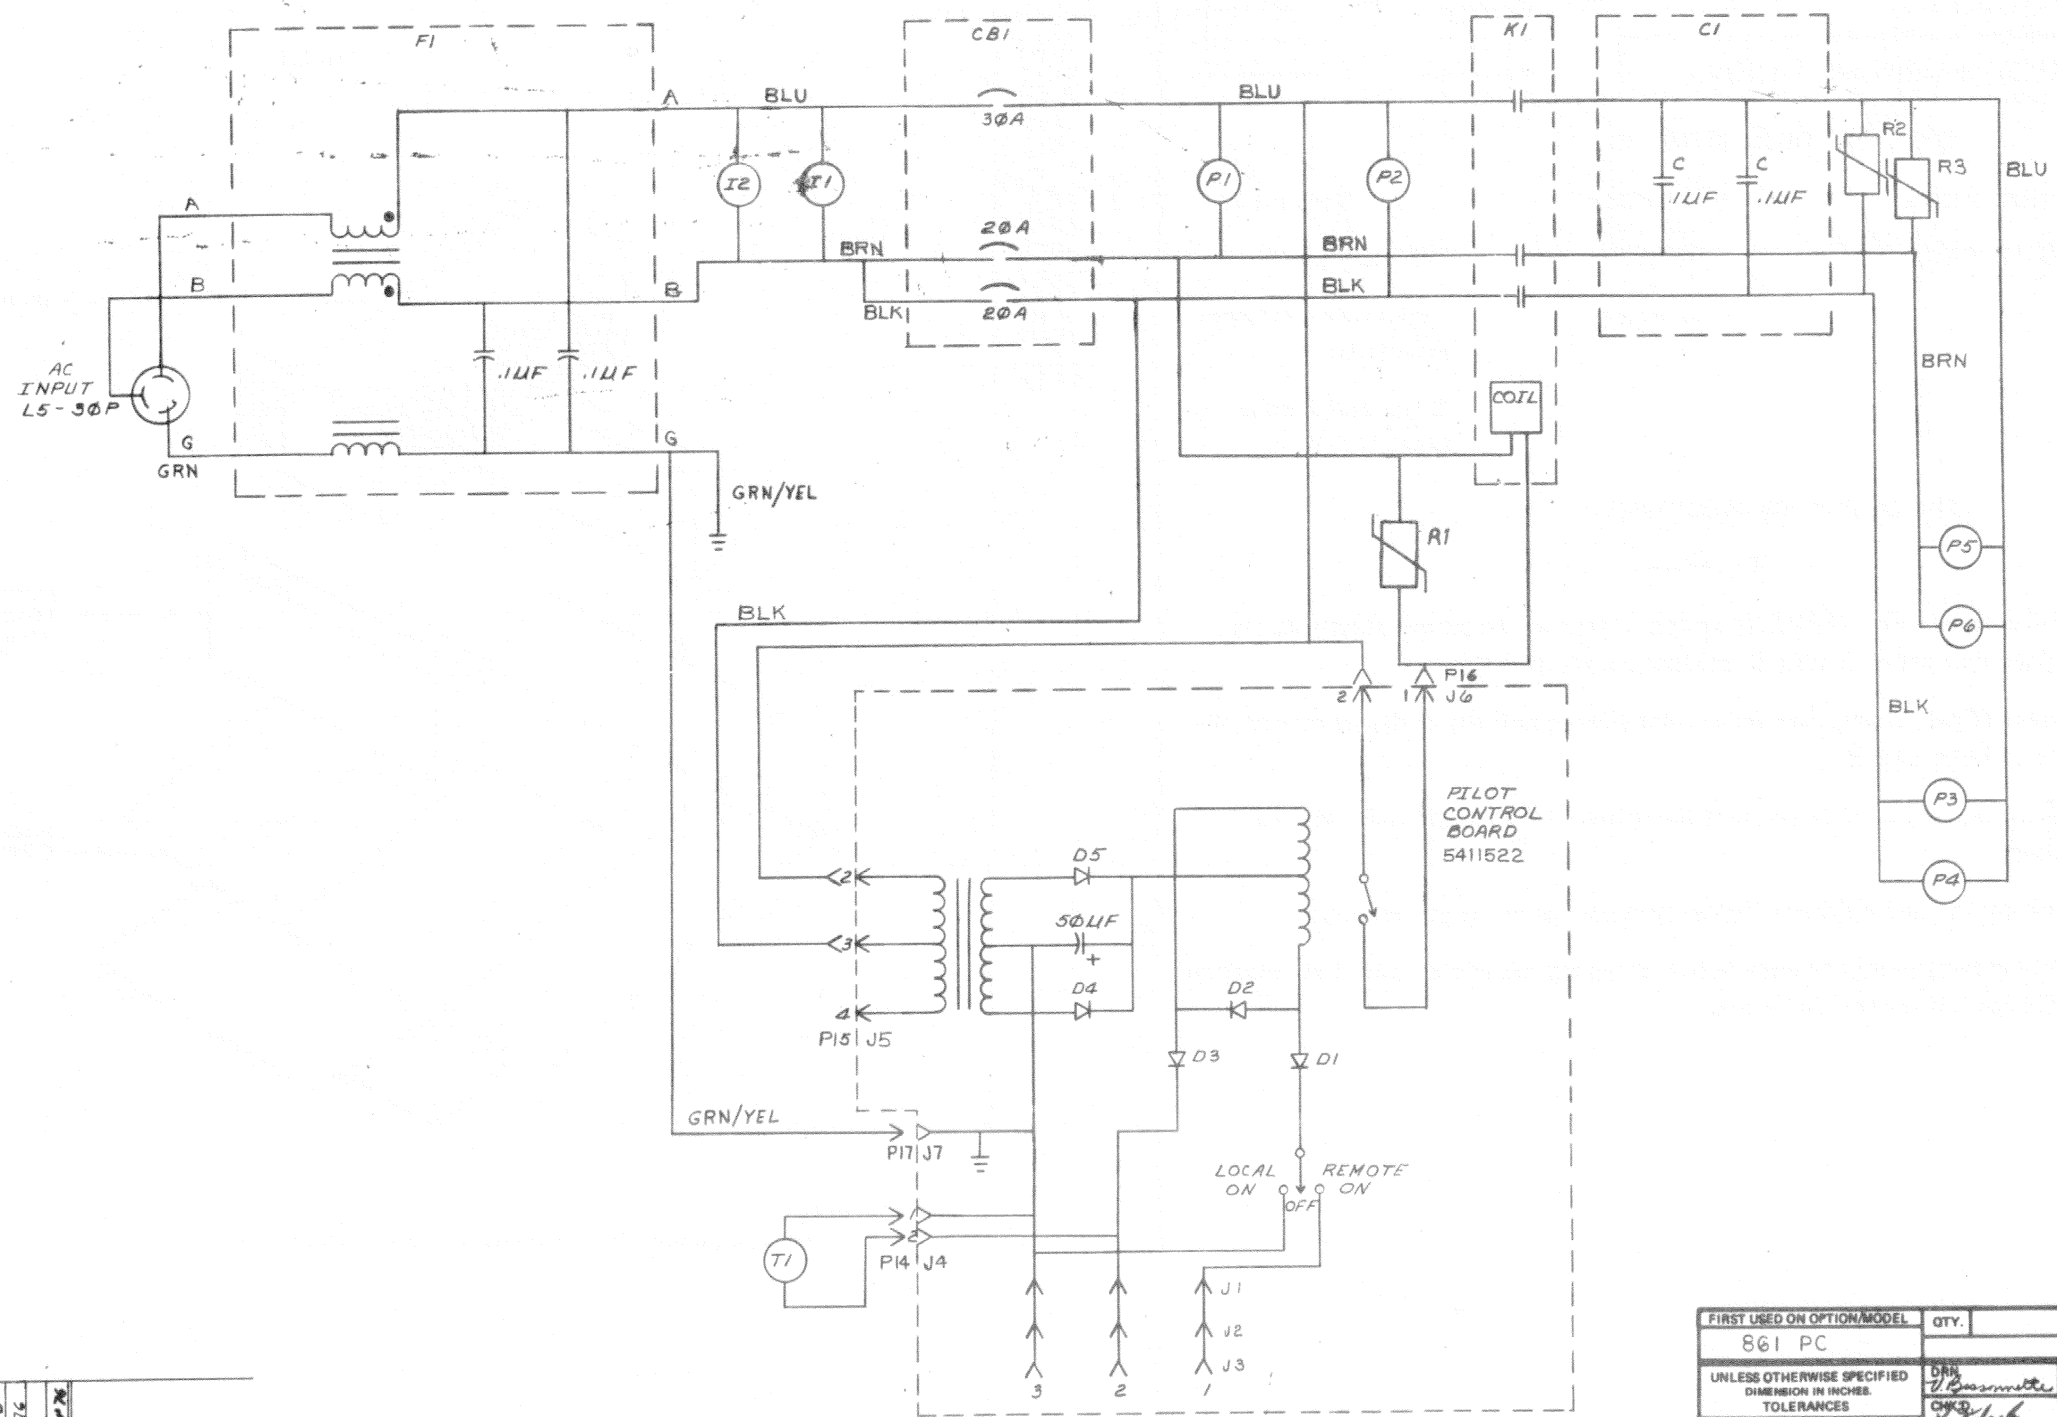 F1
CB1
K1
C1
A
BLU
30A
BLU
I2
I1
P1
P2
C
.1UF
C
.1UF
R2
R3
BLU
A
20A
BRN
BRN
B
B
BLK
20A
BLK
AC
INPUT
L5-30P
.1UF
.1UF
COIL
BRN
G
GRN
G
GRN/YEL
R1
P5
P6
BLK
P16
2
1
J6
BLK
PILOT
CONTROL
BOARD
5411522
P3
P4
D5
2
50UF
+
3
D4
D2
4
P15
J5
D3
D1
GRN/YEL
P17
J7
LOCAL
ON
REMOTE
ON
OFF
1
2
T1
P14
J4
J1
J2
J3
3
2
1
FIRST USED ON OPTION/MODEL
QTY.
861 PC
UNLESS OTHERWISE SPECIFIED
DIMENSION IN INCHES.
TOLERANCES
DRN.
CHK'D